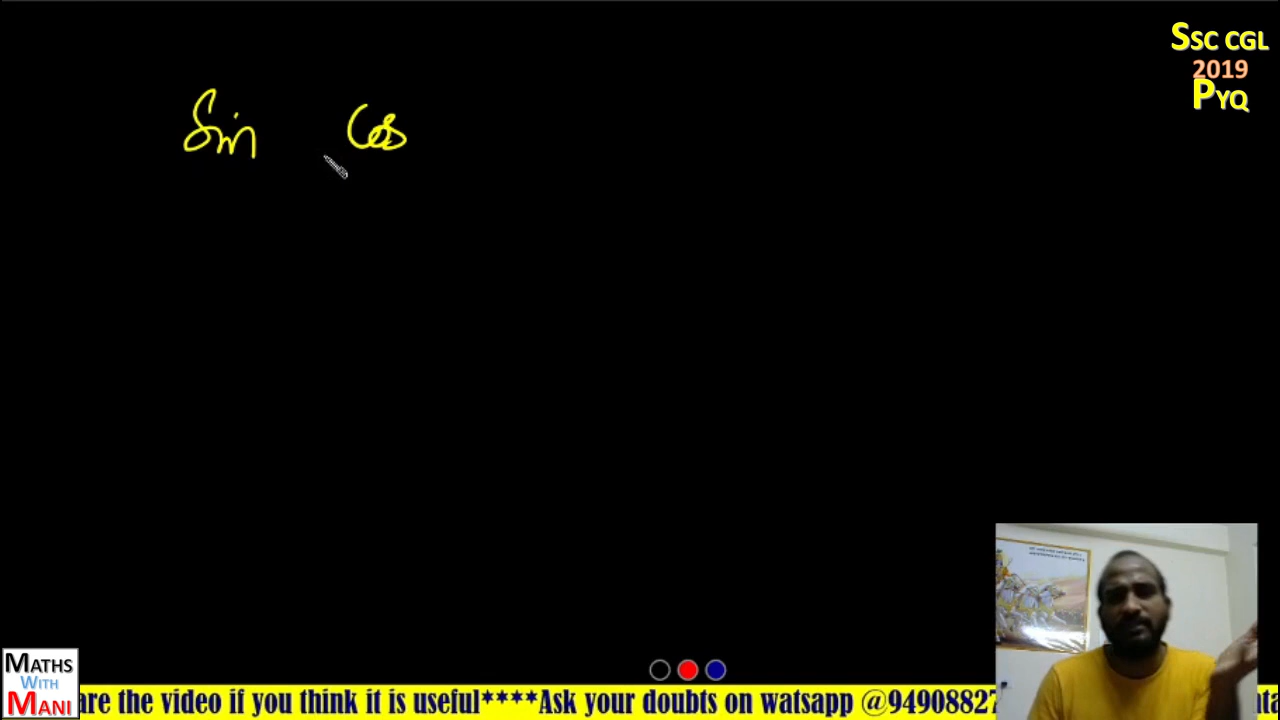 SSC CGL
2019
PYQ
Sin Cos
MATHS
WITH
MANI
are the video if you think it is useful****Ask your doubts on watsapp @9490882